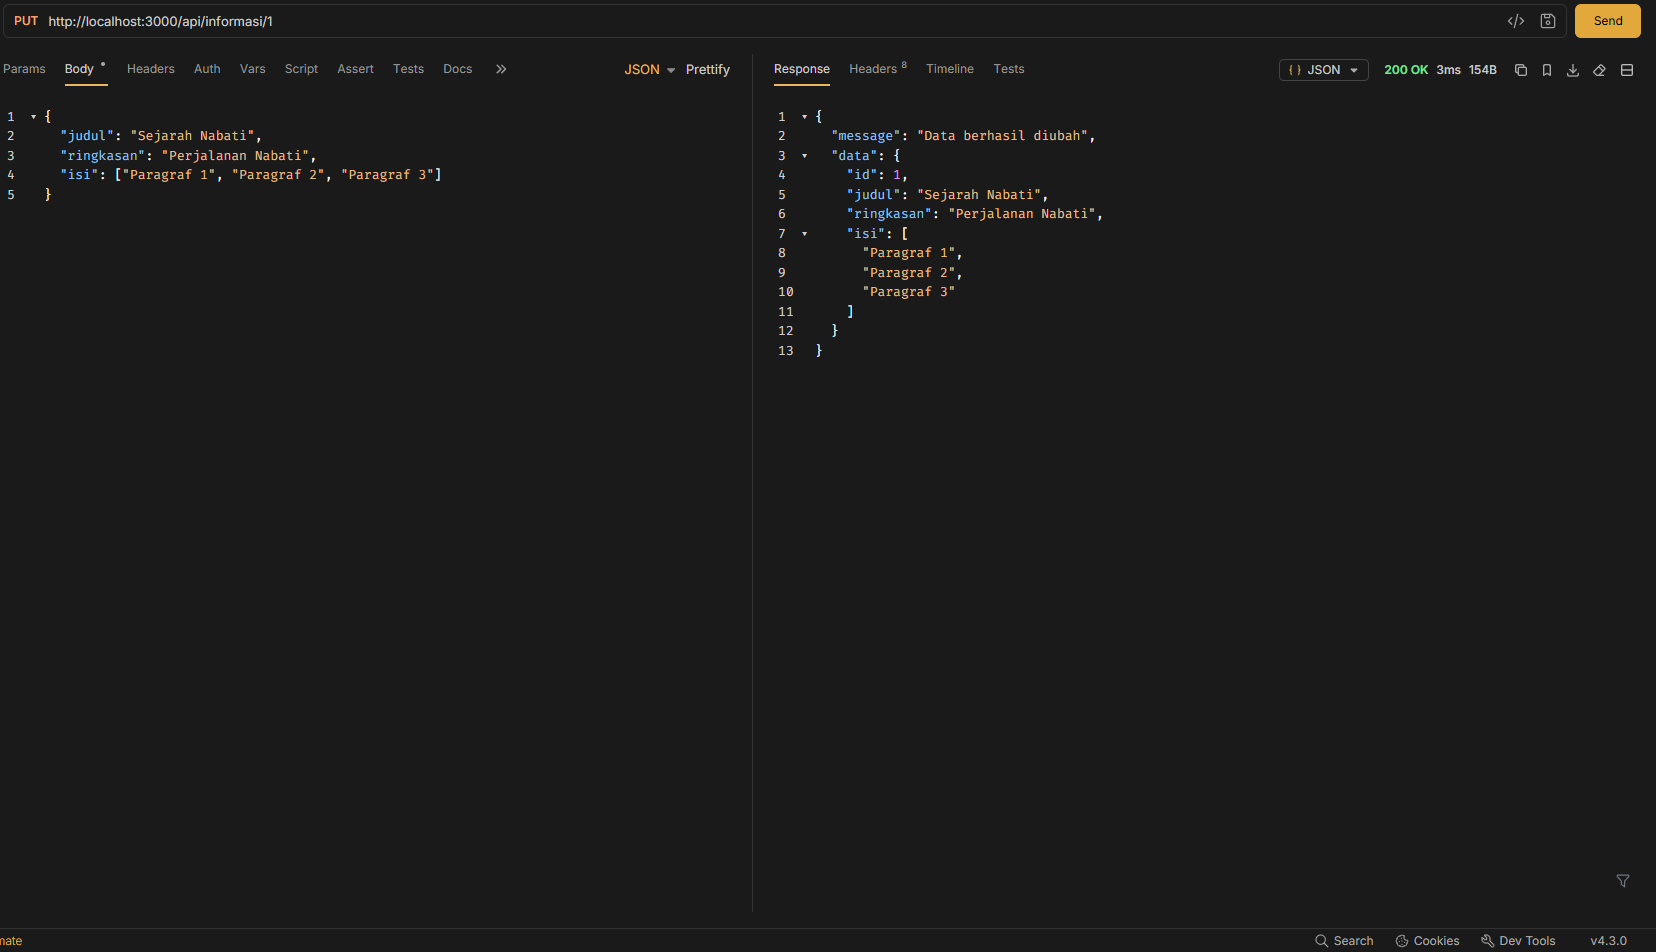 PUT http://localhost:3000/api/informasi/1 </> Send
Params Body Headers Auth Vars Script Assert Tests Docs » JSON Prettify
1 {
2 "judul": "Sejarah Nabati",
3 "ringkasan": "Perjalanan Nabati",
4 "isi": ["Paragraf 1", "Paragraf 2", "Paragraf 3"]
5 }
Response Headers 8 Timeline Tests { } JSON 200 OK 3ms 154B
1 {
2 "message": "Data berhasil diubah",
3 "data": {
4 "id": 1,
5 "judul": "Sejarah Nabati",
6 "ringkasan": "Perjalanan Nabati",
7 "isi": [
8 "Paragraf 1",
9 "Paragraf 2",
10 "Paragraf 3"
11 ]
12 }
13 }
mate Search Cookies Dev Tools v4.3.0